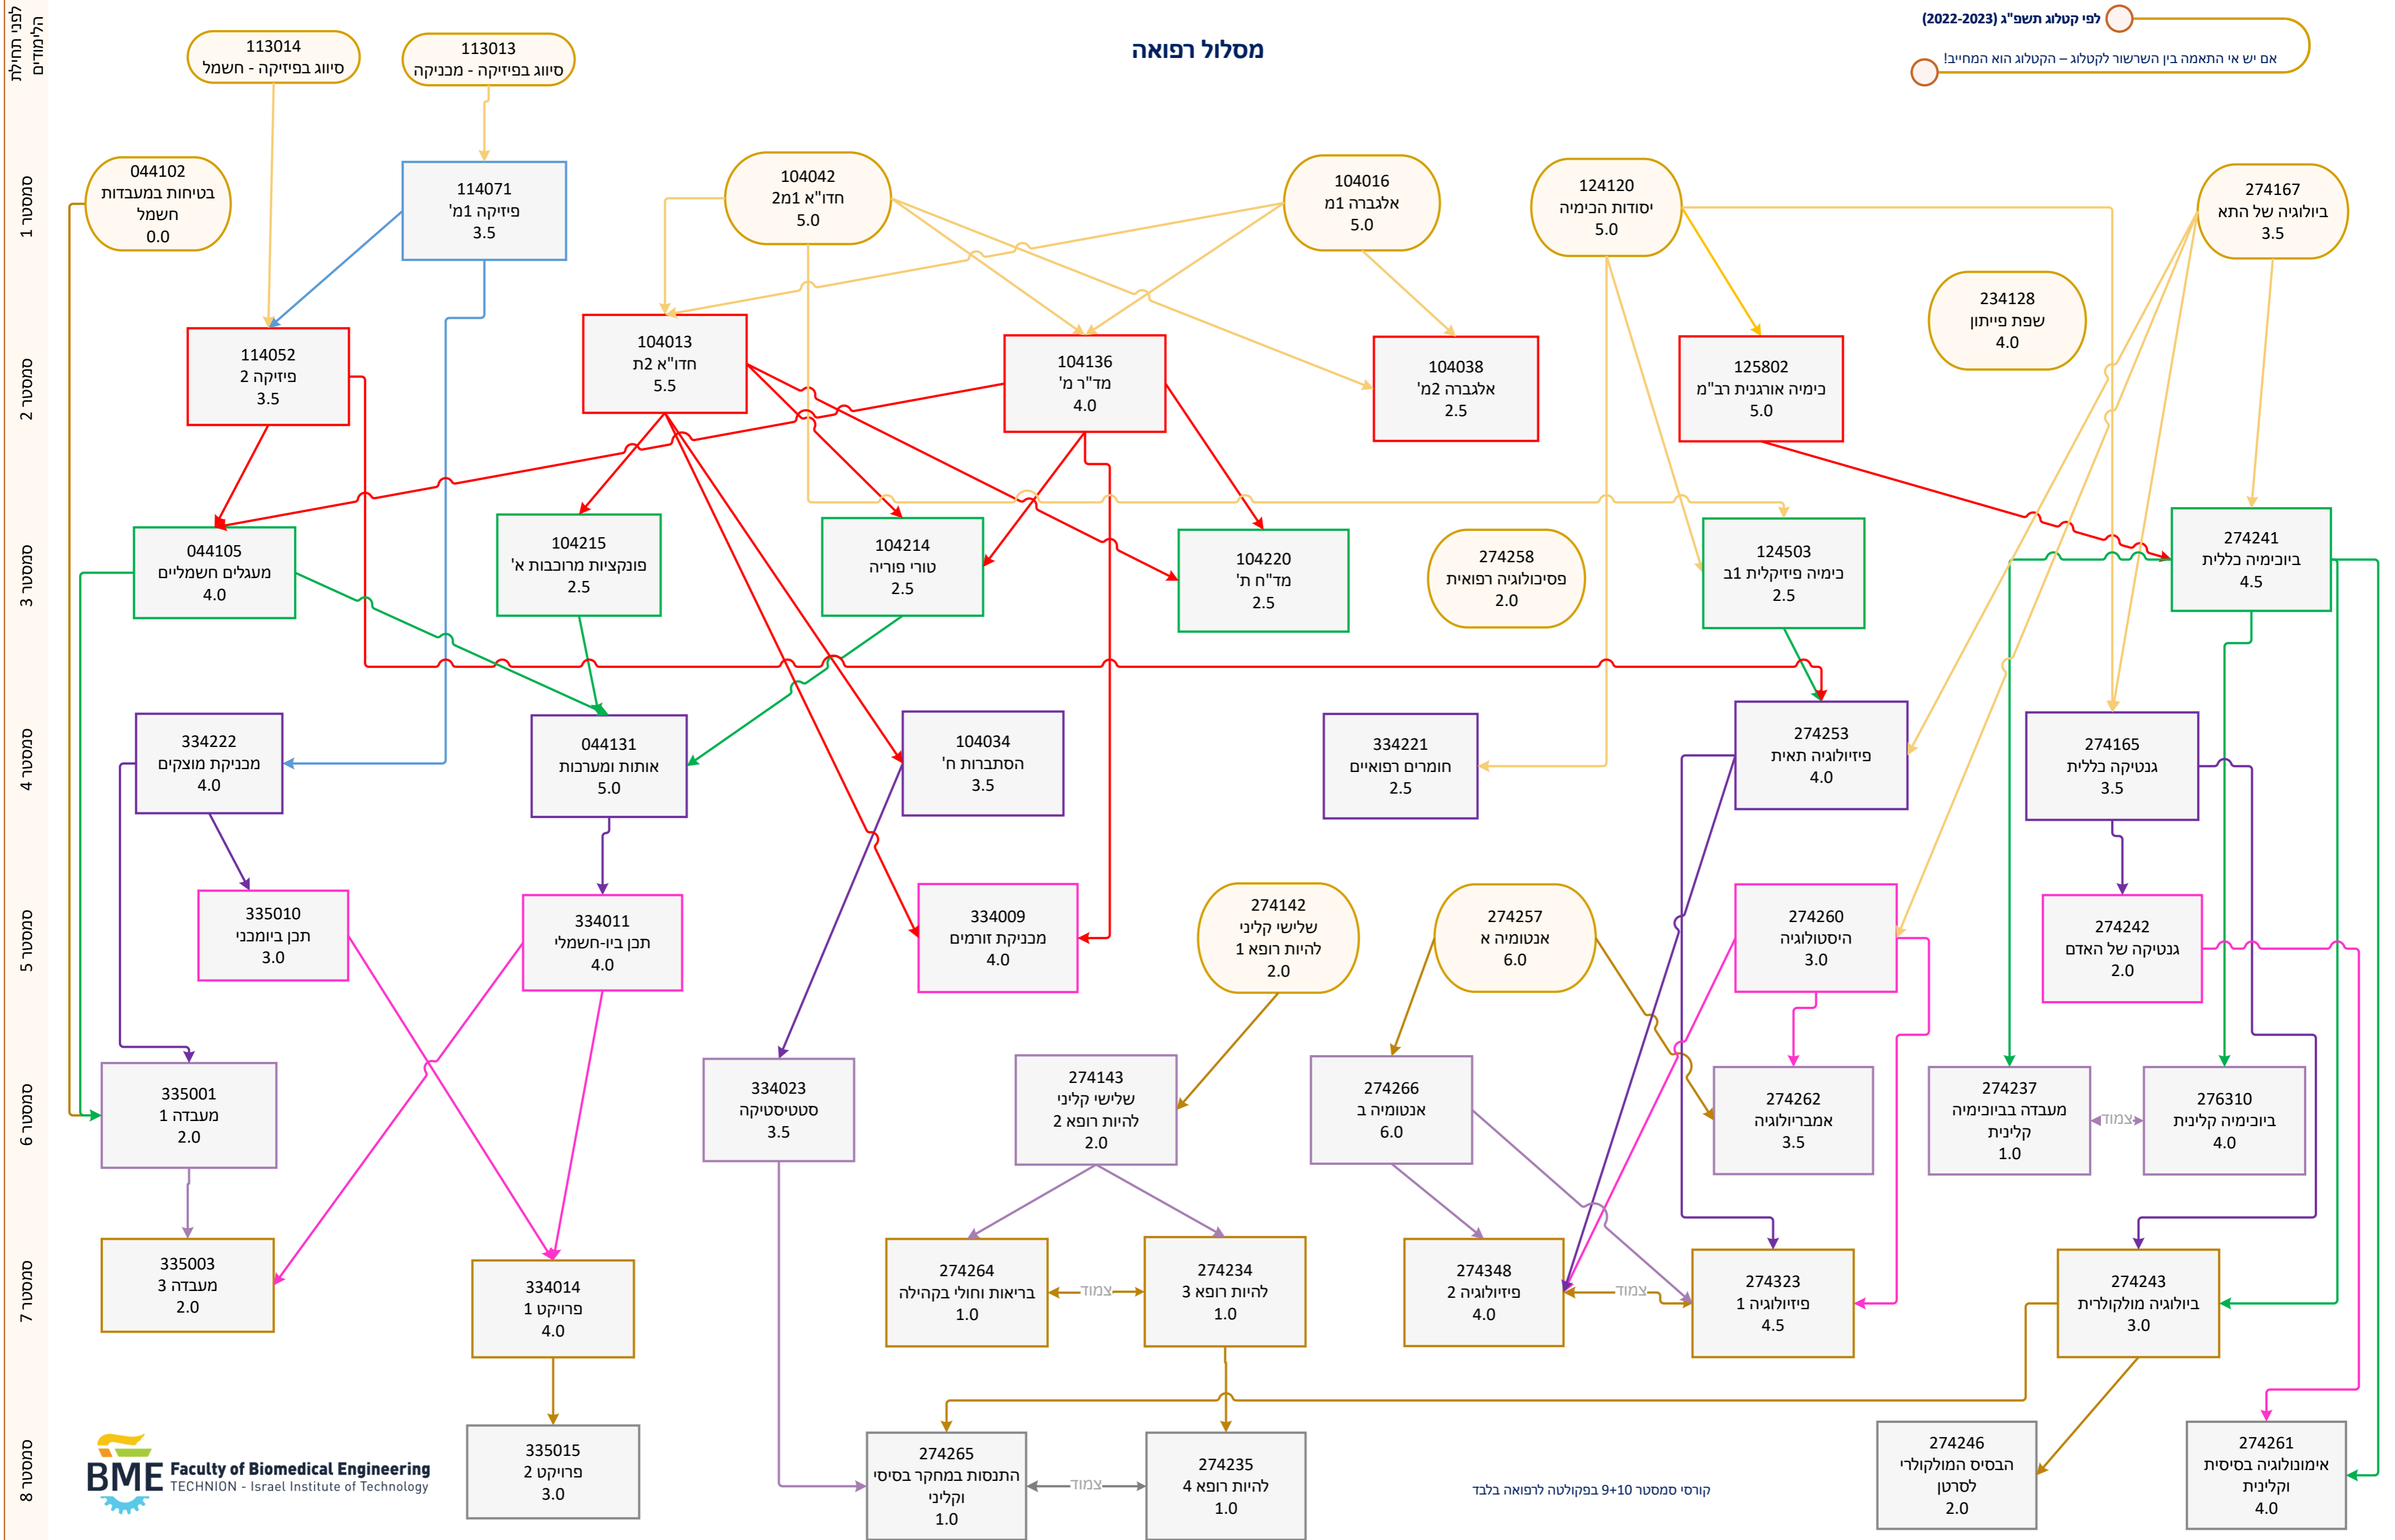 לפני תחילת
הלימודים
מסלול רפואה
לפי קטלוג תשפ"ג (2022-2023)
אם יש אי התאמה בין השרשור לקטלוג – הקטלוג הוא המחייב!
113014
סיווג בפיזיקה - חשמל
113013
סיווג בפיזיקה - מכניקה
סמסטר 1
044102
בטיחות במעבדות
חשמל
0.0
114071
פיזיקה 1מ'
3.5
104042
חדו"א 1מ2
5.0
104016
אלגברה 1מ
5.0
124120
יסודות הכימיה
5.0
274167
ביולוגיה של התא
3.5
234128
שפת פייתון
4.0
סמסטר 2
114052
פיזיקה 2
3.5
104013
חדו"א 2ת
5.5
104136
מד"ר מ'
4.0
104038
אלגברה 2מ'
2.5
125802
כימיה אורגנית רב"מ
5.0
סמסטר 3
044105
מעגלים חשמליים
4.0
104215
פונקציות מרוכבות א'
2.5
104214
טורי פוריה
2.5
104220
מד"ח ת'
2.5
274258
פסיכולוגיה רפואית
2.0
124503
כימיה פיזיקלית 1ב
2.5
274241
ביוכימיה כללית
4.5
סמסטר 4
334222
מכניקת מוצקים
4.0
044131
אותות ומערכות
5.0
104034
הסתברות ח'
3.5
334221
חומרים רפואיים
2.5
274253
פיזיולוגיה תאית
4.0
274165
גנטיקה כללית
3.5
סמסטר 5
335010
תכן ביומכני
3.0
334011
תכן ביו-חשמלי
4.0
334009
מכניקת זורמים
4.0
274142
שלישי קליני
להיות רופא 1
2.0
274257
אנטומיה א
6.0
274260
היסטולוגיה
3.0
274242
גנטיקה של האדם
2.0
סמסטר 6
335001
מעבדה 1
2.0
334023
סטטיסטיקה
3.5
274143
שלישי קליני
להיות רופא 2
2.0
274266
אנטומיה ב
6.0
274262
אמבריולוגיה
3.5
274237
מעבדה בביוכימיה
קלינית
1.0
צמוד
276310
ביוכימיה קלינית
4.0
סמסטר 7
335003
מעבדה 3
2.0
334014
פרויקט 1
4.0
274264
בריאות וחולי בקהילה
1.0
צמוד
274234
להיות רופא 3
1.0
274348
פיזיולוגיה 2
4.0
צמוד
274323
פיזיולוגיה 1
4.5
274243
ביולוגיה מולקולרית
3.0
סמסטר 8
BME Faculty of Biomedical Engineering
TECHNION - Israel Institute of Technology
335015
פרויקט 2
3.0
274265
התנסות במחקר בסיסי
וקליני
1.0
צמוד
274235
להיות רופא 4
1.0
קורסי סמסטר 9+10 בפקולטה לרפואה בלבד
274246
הבסיס המולקולרי
לסרטן
2.0
274261
אימונולוגיה בסיסית
וקלינית
4.0